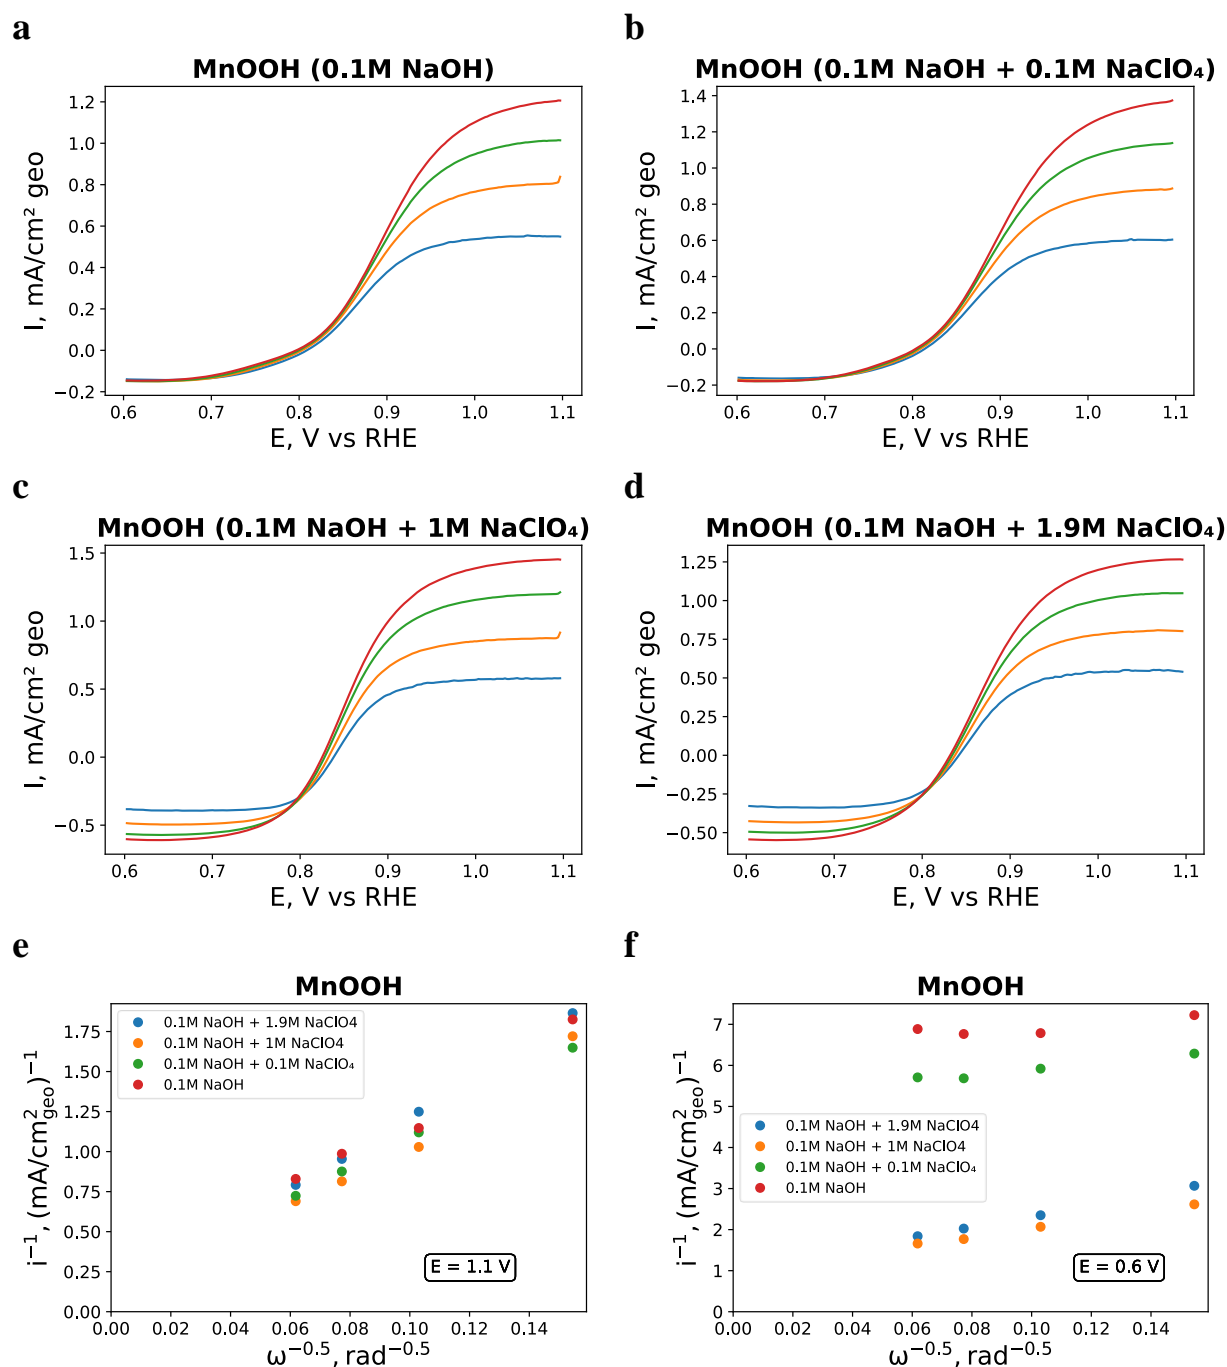 a
MnOOH (0.1M NaOH)
1.2
1.0
0.8
0.6
0.4
0.2
0.0
−0.2
I, mA/cm² geo
0.6 0.7 0.8 0.9 1.0 1.1
E, V vs RHE
b
MnOOH (0.1M NaOH + 0.1M NaClO₄)
1.4
1.2
1.0
0.8
0.6
0.4
0.2
0.0
−0.2
I, mA/cm² geo
0.6 0.7 0.8 0.9 1.0 1.1
E, V vs RHE
c
MnOOH (0.1M NaOH + 1M NaClO₄)
1.5
1.0
0.5
0.0
−0.5
I, mA/cm² geo
0.6 0.7 0.8 0.9 1.0 1.1
E, V vs RHE
d
MnOOH (0.1M NaOH + 1.9M NaClO₄)
1.25
1.00
0.75
0.50
0.25
0.00
−0.25
−0.50
I, mA/cm² geo
0.6 0.7 0.8 0.9 1.0 1.1
E, V vs RHE
e
MnOOH
1.75
1.50
1.25
1.00
0.75
0.50
0.25
0.00
i⁻¹, (mA/cm²geo)⁻¹
0.1M NaOH + 1.9M NaClO4
0.1M NaOH + 1M NaClO4
0.1M NaOH + 0.1M NaClO₄
0.1M NaOH
E = 1.1 V
0.00 0.02 0.04 0.06 0.08 0.10 0.12 0.14
ω⁻⁰·⁵, rad⁻⁰·⁵
f
MnOOH
7
6
5
4
3
2
1
0
i⁻¹, (mA/cm²geo)⁻¹
0.1M NaOH + 1.9M NaClO4
0.1M NaOH + 1M NaClO4
0.1M NaOH + 0.1M NaClO₄
0.1M NaOH
E = 0.6 V
0.00 0.02 0.04 0.06 0.08 0.10 0.12 0.14
ω⁻⁰·⁵, rad⁻⁰·⁵